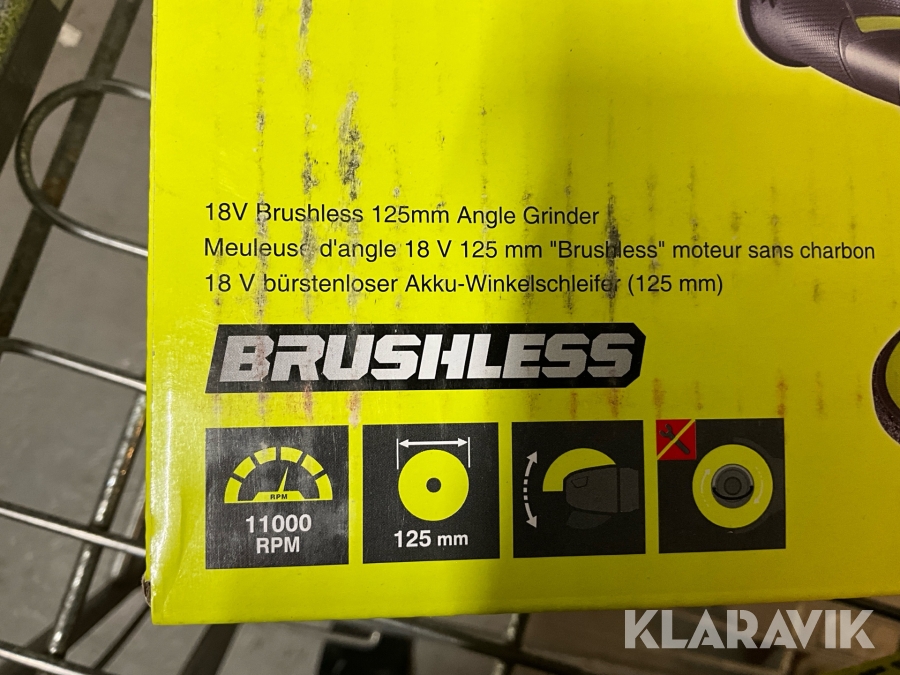 18V Brushless 125mm Angle Grinder
Meuleuse d'angle 18 V 125 mm "Brushless" moteur sans charbon
18 V bürstenloser Akku-Winkelschleifer (125 mm)
BRUSHLESS
RPM
11000
RPM
125 mm
KLARAVIK